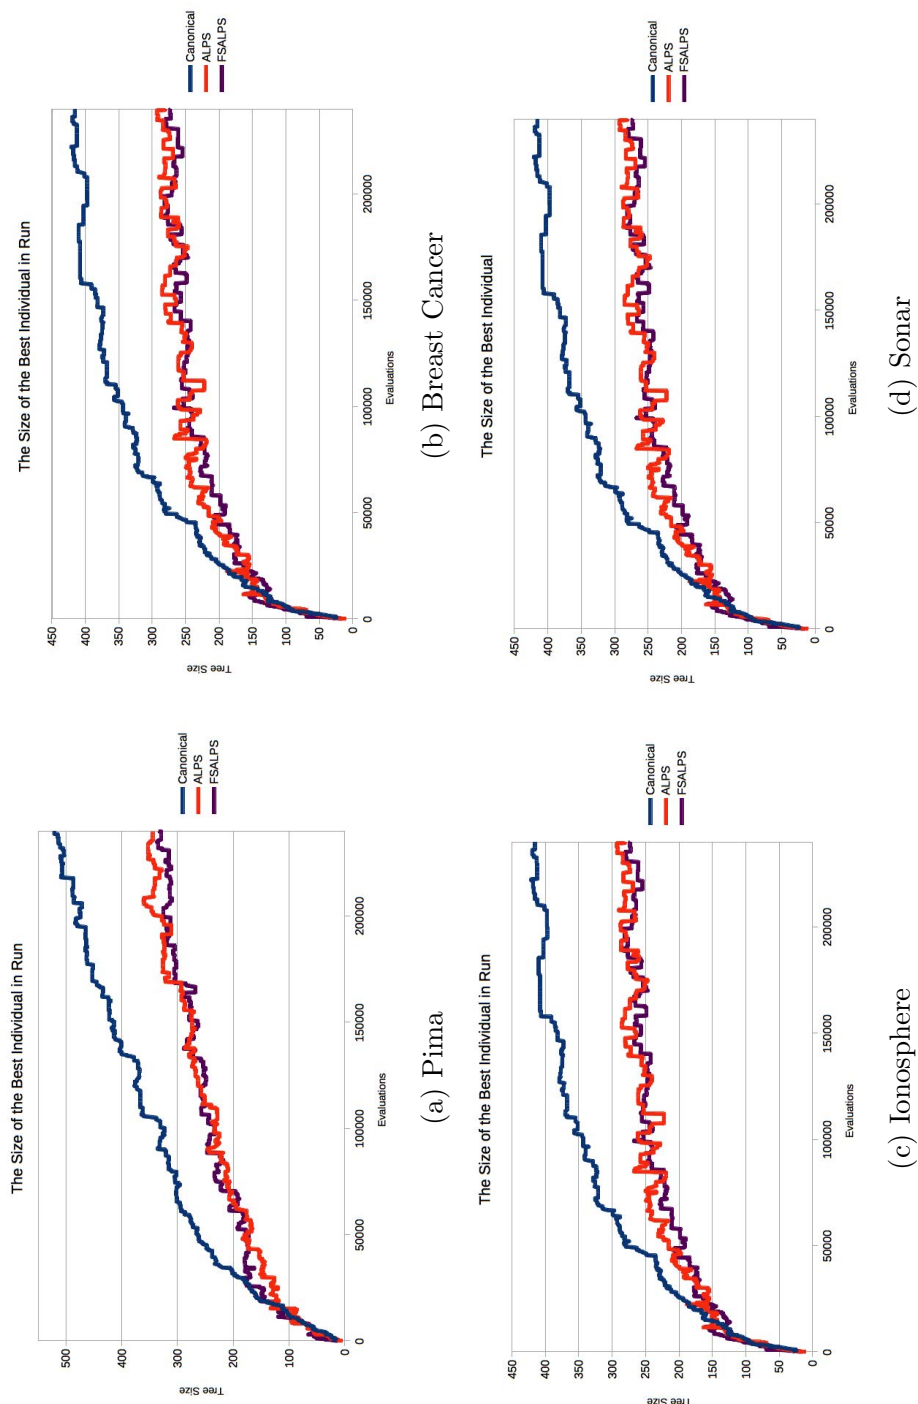 The Size of the Best Individual in Run
Tree Size
500
400
300
200
100
0
0
50000
100000
150000
200000
Evaluations
Canonical
ALPS
FSALPS
(a) Pima
The Size of the Best Individual in Run
Tree Size
450
400
350
300
250
200
150
100
50
0
0
50000
100000
150000
200000
Evaluations
Canonical
ALPS
FSALPS
(b) Breast Cancer
The Size of the Best Individual in Run
Tree Size
450
400
350
300
250
200
150
100
50
0
0
50000
100000
150000
200000
Evaluations
Canonical
ALPS
FSALPS
(c) Ionosphere
The Size of the Best Individual
Tree Size
450
400
350
300
250
200
150
100
50
0
0
50000
100000
150000
200000
Evaluations
Canonical
ALPS
FSALPS
(d) Sonar